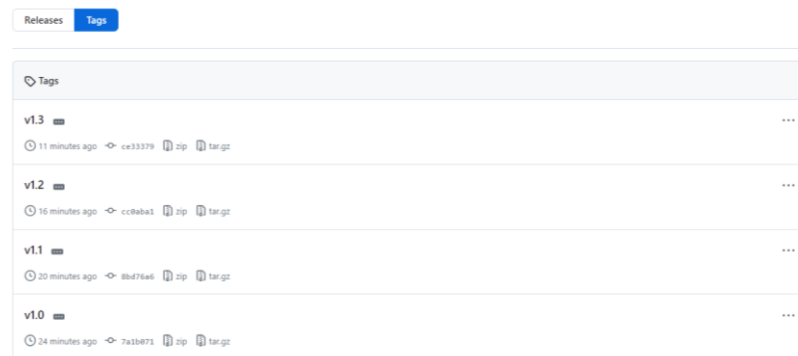 Releases Tags
Tags
v1.3
11 minutes ago ce33379 zip tar.gz
v1.2
16 minutes ago cc0aba1 zip tar.gz
v1.1
20 minutes ago 8bd76a6 zip tar.gz
v1.0
24 minutes ago 7a1b071 zip tar.gz